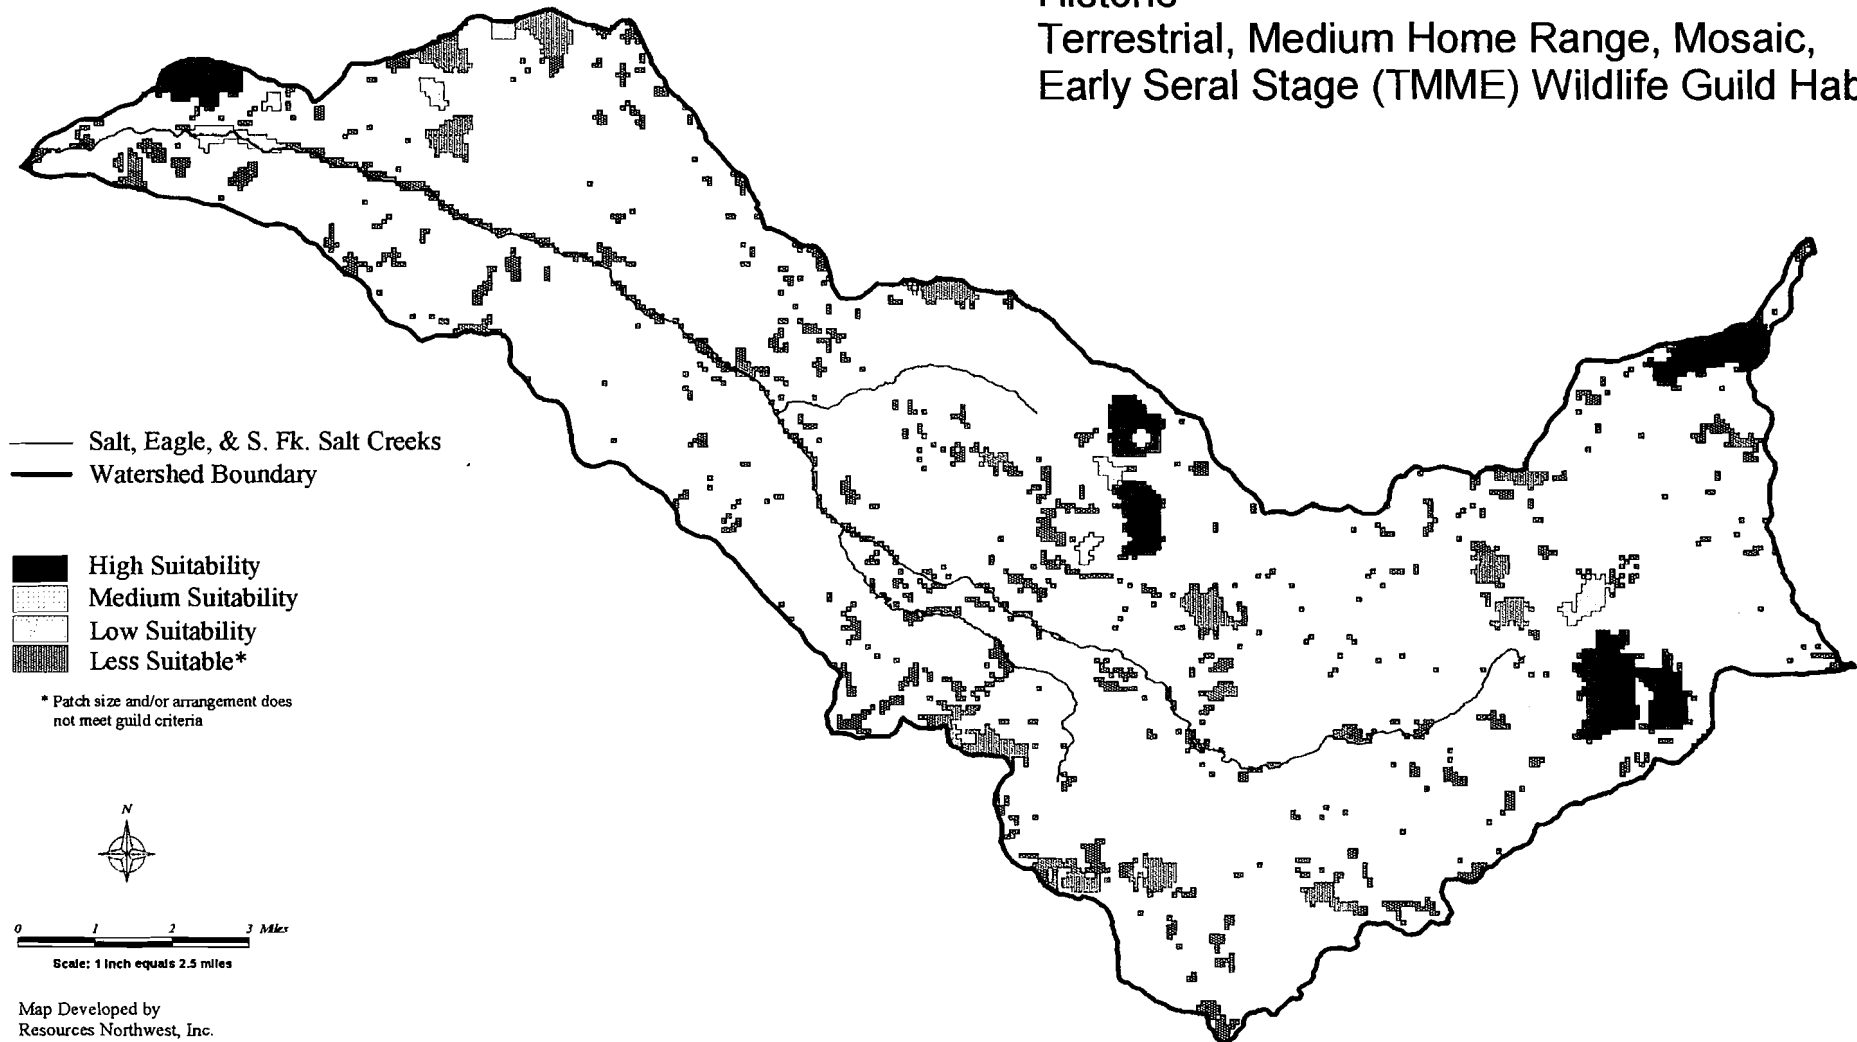 Historic
Terrestrial, Medium Home Range, Mosaic,
Early Seral Stage (TMME) Wildlife Guild Hab
Salt, Eagle, & S. Fk. Salt Creeks
Watershed Boundary
High Suitability
Medium Suitability
Low Suitability
Less Suitable*
* Patch size and/or arrangement does
not meet guild criteria
N
0 1 2 3 Miles
Scale: 1 inch equals 2.5 miles
Map Developed by
Resources Northwest, Inc.